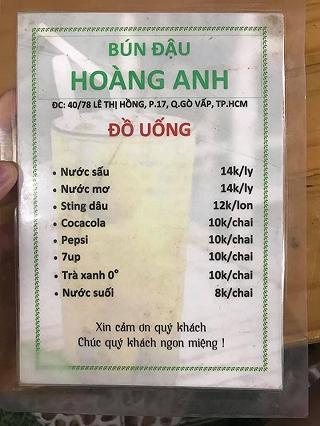 BÚN ĐẬU
HOÀNG ANH
ĐC: 40/78 LÊ THỊ HỒNG, P.17, Q.GÒ VẤP, TP.HCM
ĐỒ UỐNG
• Nước sấu 14k/ly
• Nước mơ 14k/ly
• Sting dâu 12k/lon
• Cocacola 10k/chai
• Pepsi 10k/chai
• 7up 10k/chai
• Trà xanh 0° 10k/chai
• Nước suối 8k/chai
Xin cảm ơn quý khách
Chúc quý khách ngon miệng !